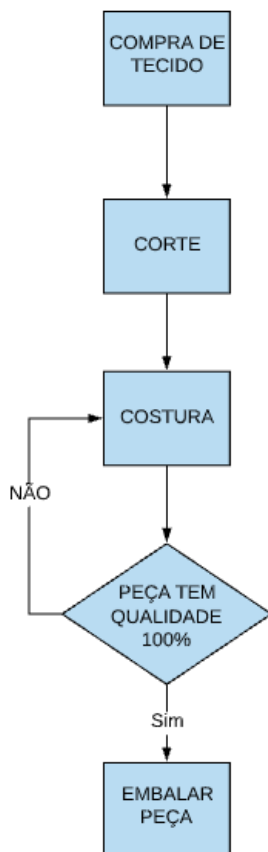 COMPRA DE
TECIDO
CORTE
COSTURA
NÃO
PEÇA TEM
QUALIDADE
100%
Sim
EMBALAR
PEÇA